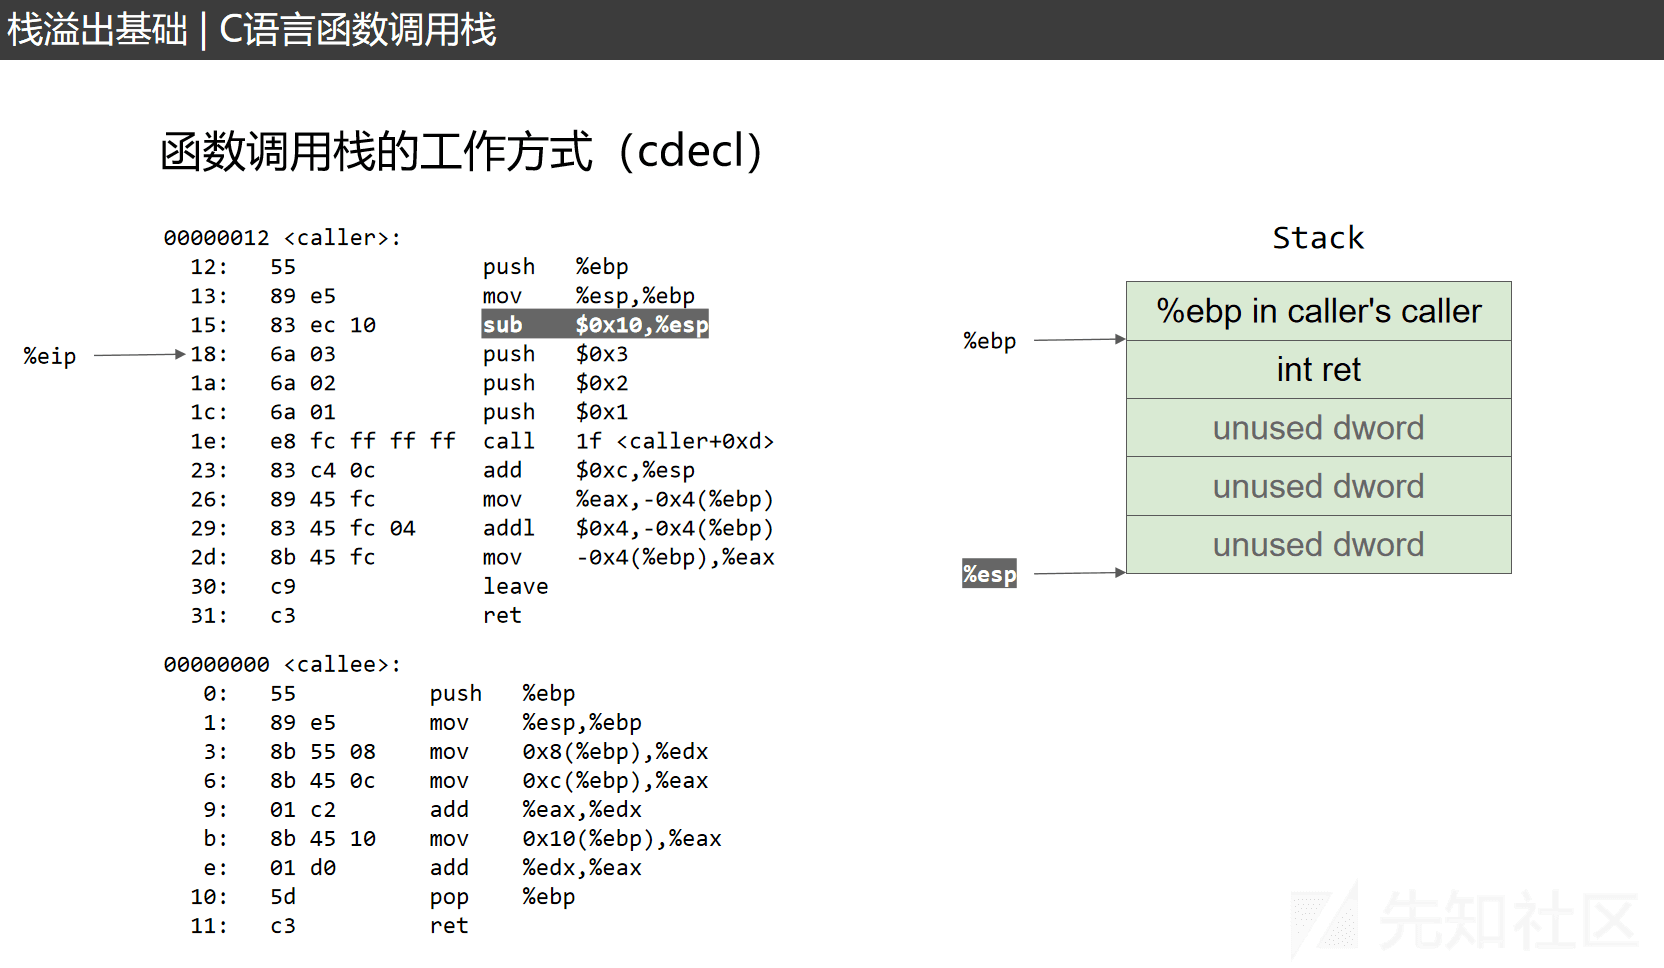 栈溢出基础 | C语言函数调用栈
函数调用栈的工作方式（cdecl）
00000012 <caller>:
12: 55 push %ebp
13: 89 e5 mov %esp,%ebp
15: 83 ec 10 sub $0x10,%esp
%eip
18: 6a 03 push $0x3
1a: 6a 02 push $0x2
1c: 6a 01 push $0x1
1e: e8 fc ff ff ff call 1f <caller+0xd>
23: 83 c4 0c add $0xc,%esp
26: 89 45 fc mov %eax,-0x4(%ebp)
29: 83 45 fc 04 addl $0x4,-0x4(%ebp)
2d: 8b 45 fc mov -0x4(%ebp),%eax
30: c9 leave
31: c3 ret
00000000 <callee>:
0: 55 push %ebp
1: 89 e5 mov %esp,%ebp
3: 8b 55 08 mov 0x8(%ebp),%edx
6: 8b 45 0c mov 0xc(%ebp),%eax
9: 01 c2 add %eax,%edx
b: 8b 45 10 mov 0x10(%ebp),%eax
e: 01 d0 add %edx,%eax
10: 5d pop %ebp
11: c3 ret
Stack
%ebp in caller's caller
%ebp
int ret
unused dword
unused dword
unused dword
%esp
先知社区